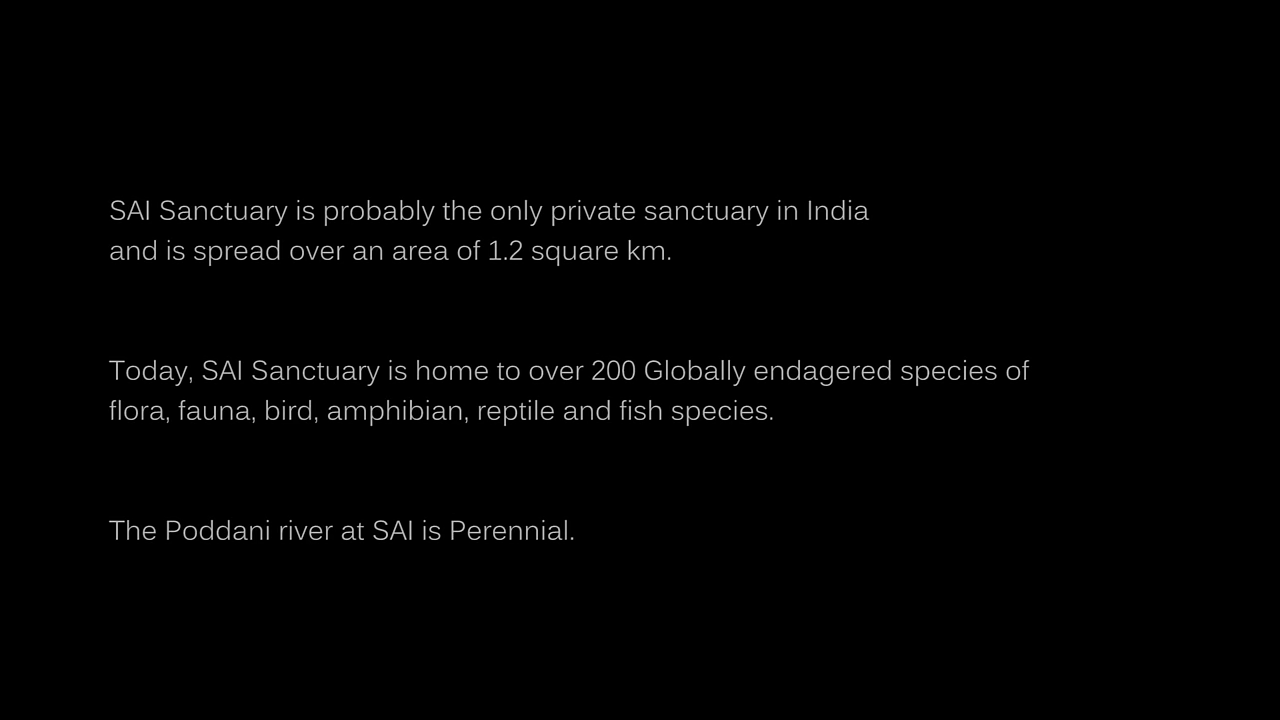 SAI Sanctuary is probably the only private sanctuary in India
and is spread over an area of 1.2 square km.
Today, SAI Sanctuary is home to over 200 Globally endagered species of
flora, fauna, bird, amphibian, reptile and fish species.
The Poddani river at SAI is Perennial.